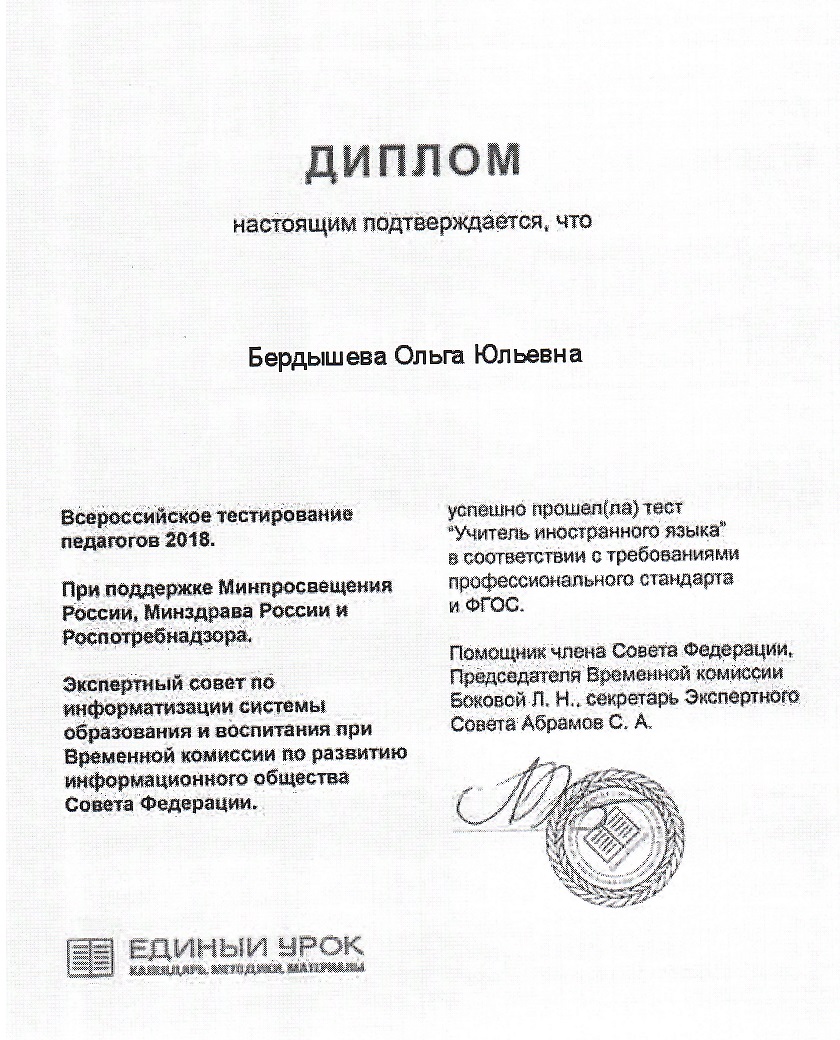 ДИПЛОМ
настоящим подтверждается, что
Бердышева Ольга Юльевна
Всероссийское тестирование
педагогов 2018.
При поддержке Минпросвещения
России, Минздрава России и
Роспотребнадзора.
Экспертный совет по
информатизации системы
образования и воспитания при
Временной комиссии по развитию
информационного общества
Совета Федерации.
успешно прошел(ла) тест
"Учитель иностранного языка"
в соответствии с требованиями
профессионального стандарта
и ФГОС.
Помощник члена Совета Федерации,
Председателя Временной комиссии
Боковой Л. Н., секретарь Экспертного
Совета Абрамов С. А.
ЕДИНЫЙ УРОК
КАЛЕНДАРЬ, МЕТОДИКИ, МАТЕРИАЛЫ